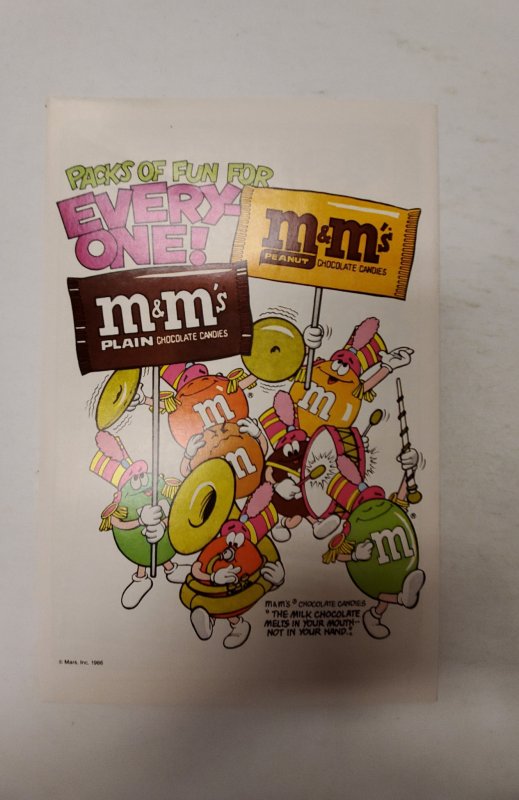 PACKS OF FUN FOR
EVERY-
ONE!
m&m's
PEANUT CHOCOLATE CANDIES
m&m's
PLAIN CHOCOLATE CANDIES
m
m
m
m
m&m's® CHOCOLATE CANDIES
"THE MILK CHOCOLATE
MELTS IN YOUR MOUTH--
NOT IN YOUR HAND."
© Mars, Inc. 1986